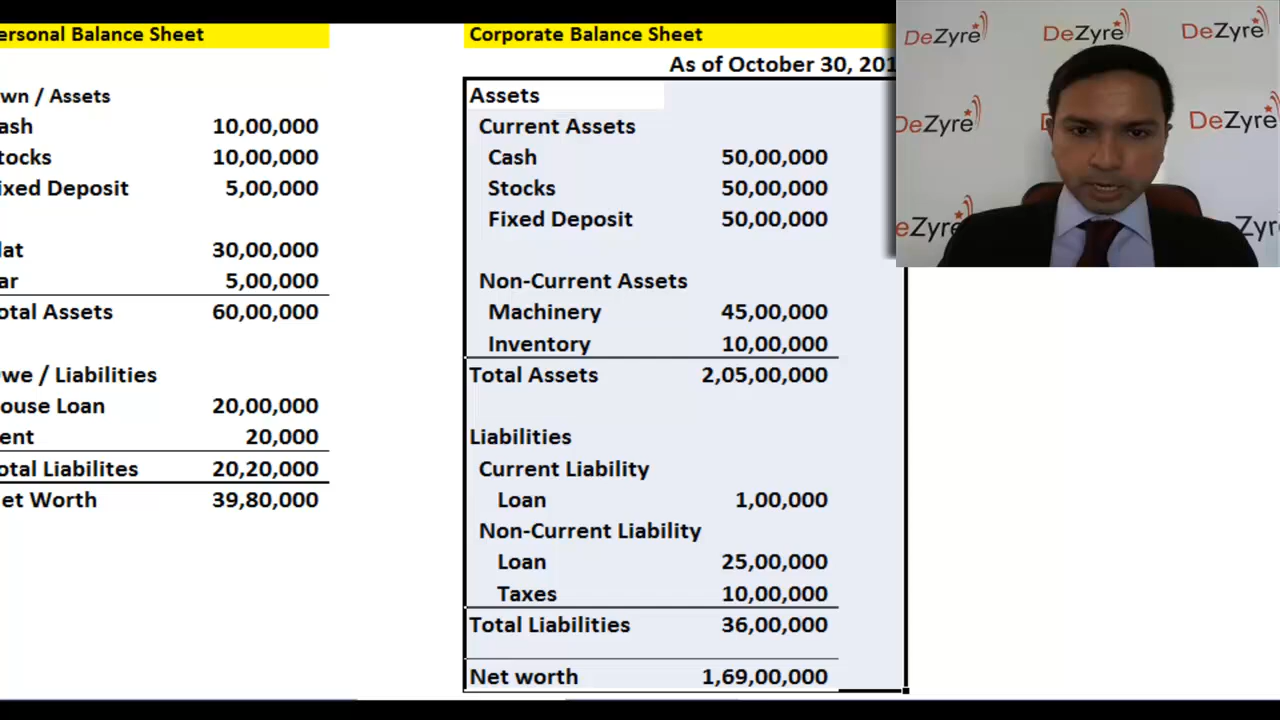 ersonal Balance Sheet
wn / Assets
ash 10,00,000
tocks 10,00,000
ixed Deposit 5,00,000
lat 30,00,000
ar 5,00,000
otal Assets 60,00,000
we / Liabilities
ouse Loan 20,00,000
ent 20,000
otal Liabilites 20,20,000
et Worth 39,80,000
Corporate Balance Sheet
As of October 30, 201
Assets
Current Assets
Cash 50,00,000
Stocks 50,00,000
Fixed Deposit 50,00,000
Non-Current Assets
Machinery 45,00,000
Inventory 10,00,000
Total Assets 2,05,00,000
Liabilities
Current Liability
Loan 1,00,000
Non-Current Liability
Loan 25,00,000
Taxes 10,00,000
Total Liabilities 36,00,000
Net worth 1,69,00,000
DeZyre DeZyre DeZyre
DeZyre D DeZyre
eZyre eZyr